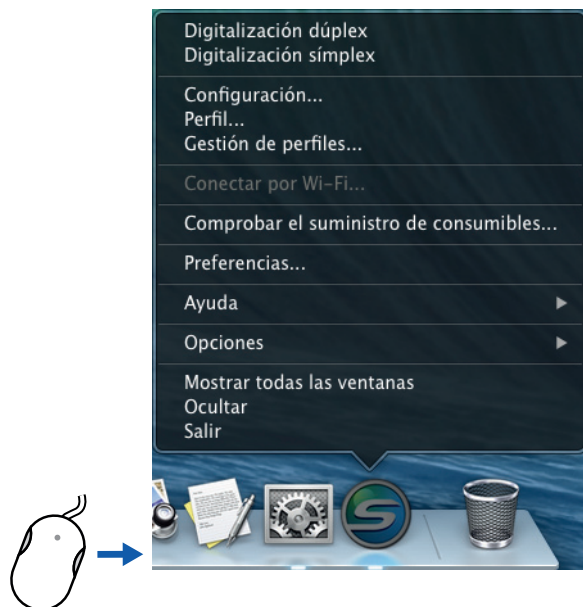 Digitalización dúplex
Digitalización símplex
Configuración...
Perfil...
Gestión de perfiles...
Conectar por Wi-Fi...
Comprobar el suministro de consumibles...
Preferencias...
Ayuda
Opciones
Mostrar todas las ventanas
Ocultar
Salir